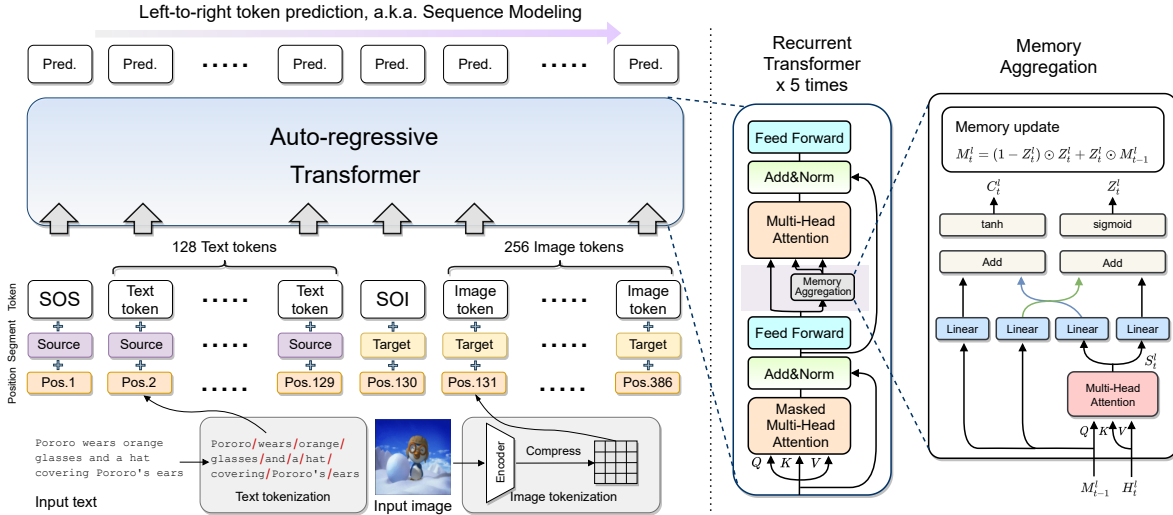 Left-to-right token prediction, a.k.a. Sequence Modeling
Pred. Pred. ..... Pred. Pred. Pred. ..... Pred.
Auto-regressive
Transformer
128 Text tokens 256 Image tokens
Token
SOS
Text
token
.....
Text
token
SOI
Image
token
.....
Image
token
Segment
Source Source ..... Source Target Target ..... Target
Position
Pos.1 Pos.2 ..... Pos.129 Pos.130 Pos.131 ..... Pos.386
Pororo wears orange
glasses and a hat
covering Pororo's ears
Input text
Pororo/wears/orange/
glasses/and/a/hat/
covering/Pororo's/ears
Text tokenization
Input image
Encoder
Compress
Image tokenization
Recurrent
Transformer
x 5 times
Feed Forward
Add&Norm
Multi-Head
Attention
Memory
Aggregation
Feed Forward
Add&Norm
Masked
Multi-Head
Attention
Q K V
Memory
Aggregation
Memory update
M_t^l = (1 − Z_t^l) ⊙ Z_t^l + Z_t^l ⊙ M_{t−1}^l
C_t^l Z_t^l
tanh sigmoid
Add Add
Linear Linear Linear Linear
S_t^l
Multi-Head
Attention
Q K V
M_{t−1}^l H_t^l